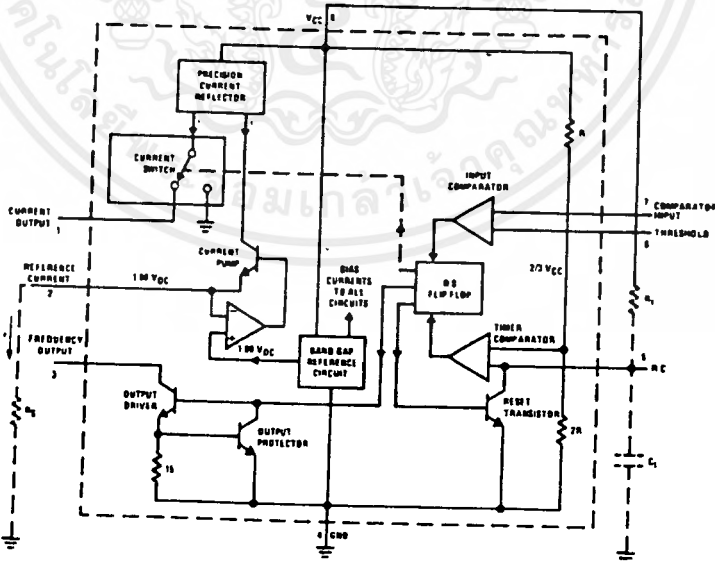 VCC 8
PRECISION
CURRENT
REFLECTOR
CURRENT
SWITCH
CURRENT
OUTPUT
1
REFERENCE
CURRENT
2
1.90 VDC
CURRENT
PUMP
BIAS
CURRENTS
TO ALL
CIRCUITS
1.90 VDC
BAND GAP
REFERENCE
CIRCUIT
FREQUENCY
OUTPUT
3
OUTPUT
DRIVER
OUTPUT
PROTECTOR
15
RS
4 GND
R
INPUT
COMPARATOR
7 COMPARATOR
INPUT
THRESHOLD
6
2/3 VCC
RS
FLIP FLOP
TIMER
COMPARATOR
5
RC
RESET
TRANSISTOR
2R
Rt
Ct